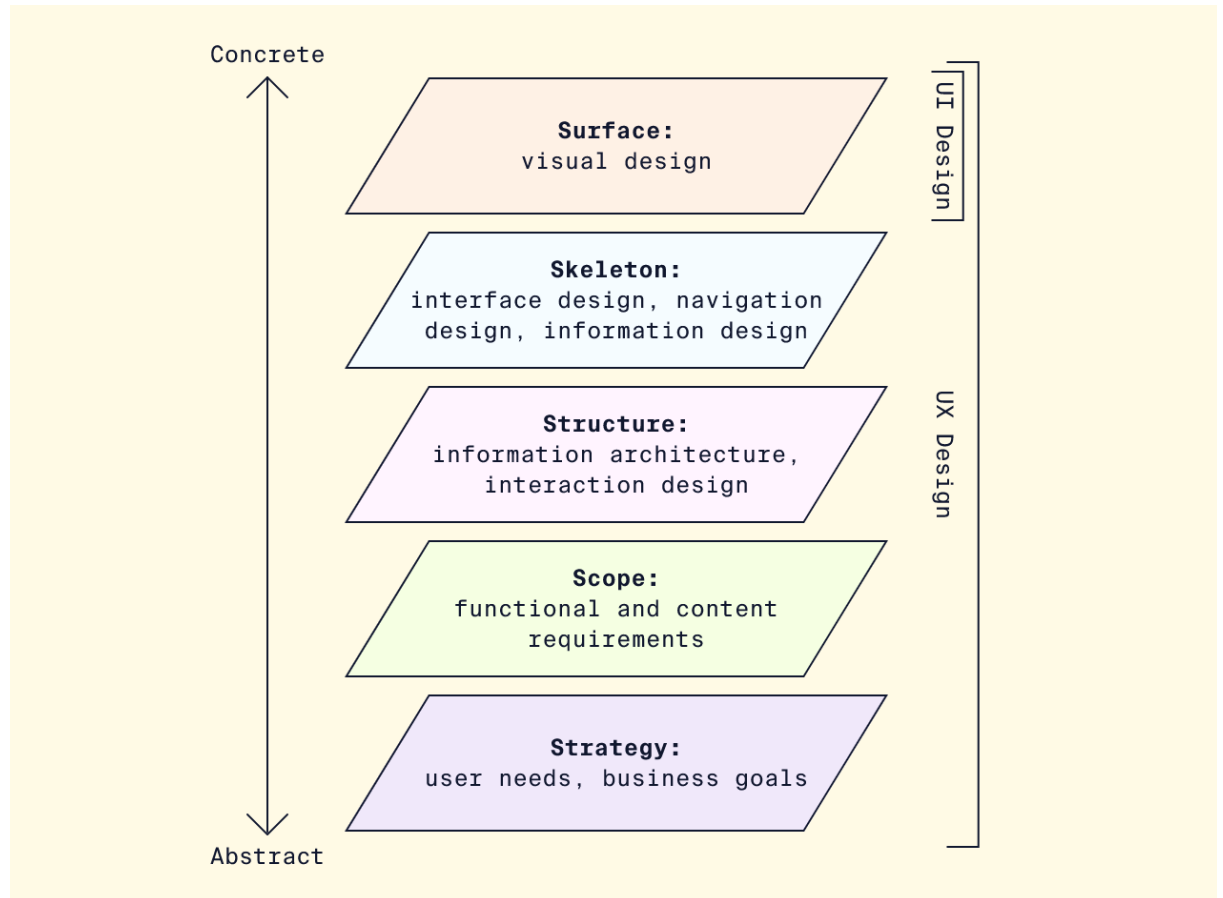 Concrete
Surface:
visual design
UI Design
Skeleton:
interface design, navigation
design, information design
Structure:
information architecture,
interaction design
UX Design
Scope:
functional and content
requirements
Strategy:
user needs, business goals
Abstract